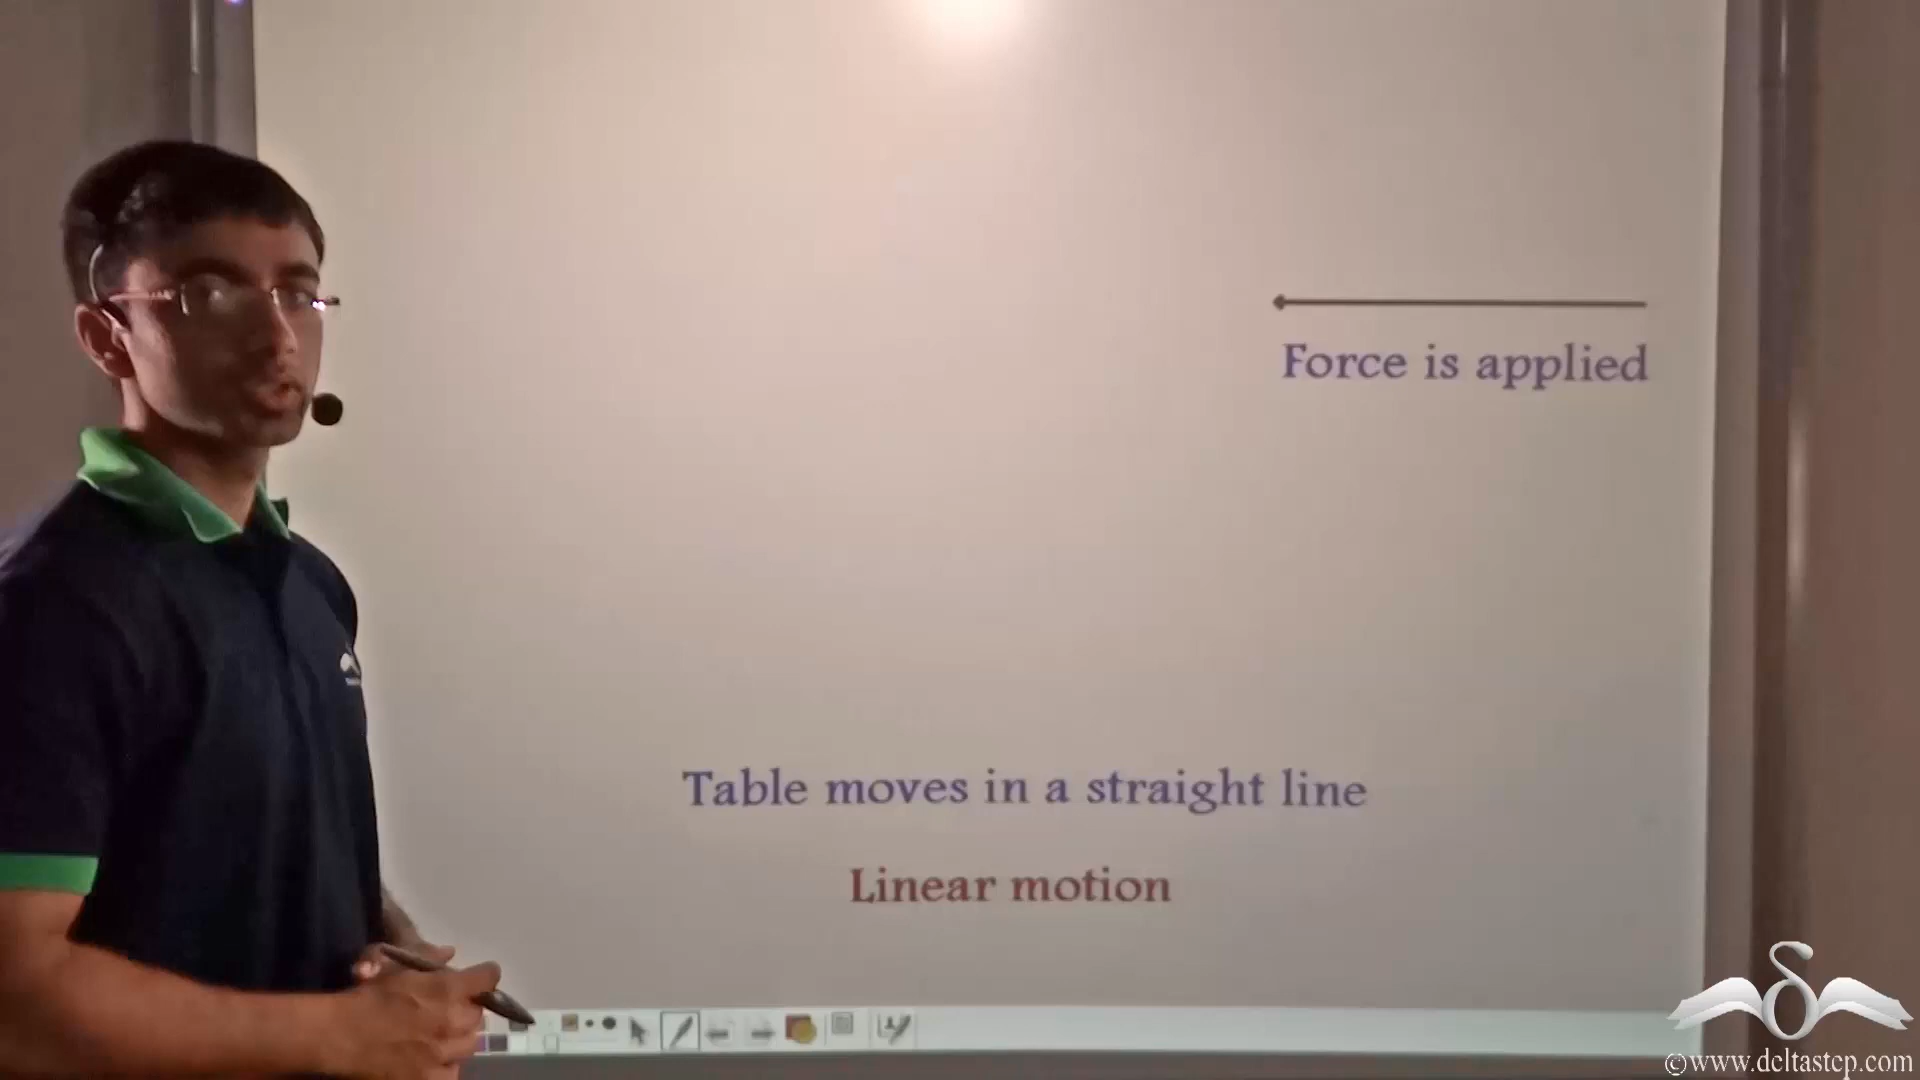 Force is applied
Table moves in a straight line
Linear motion
©www.deltastep.com